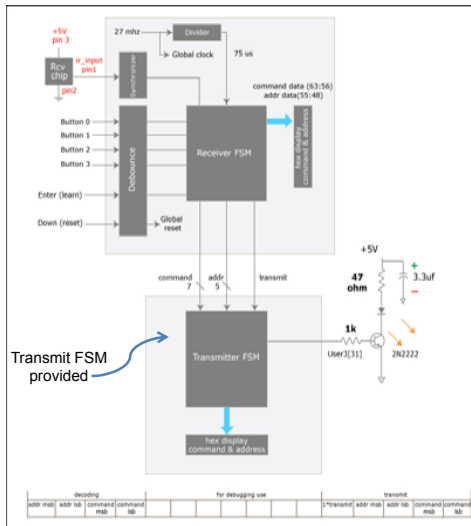 +5V
pin 3
27 mhz
Divider
Global clock
75 us
Rcv
chip
ir_input
pin1
pin2
Synchronizer
command data (63:56)
addr data(55:48)
Button 0
Button 1
Button 2
Button 3
Debounce
Receiver FSM
hex display
command & address
Enter (learn)
Down (reset)
Global
reset
command
7
addr
5
transmit
+5V
47
ohm
+
3.3uf
–
Transmit FSM
provided
Transmitter FSM
1k
User3[31]
2N2222
hex display
command & address
decoding
for debugging use
transmit
addr msb
addr lsb
command
msb
command
lsb
1*transmit
addr msb
addr lsb
command
msb
command
lsb